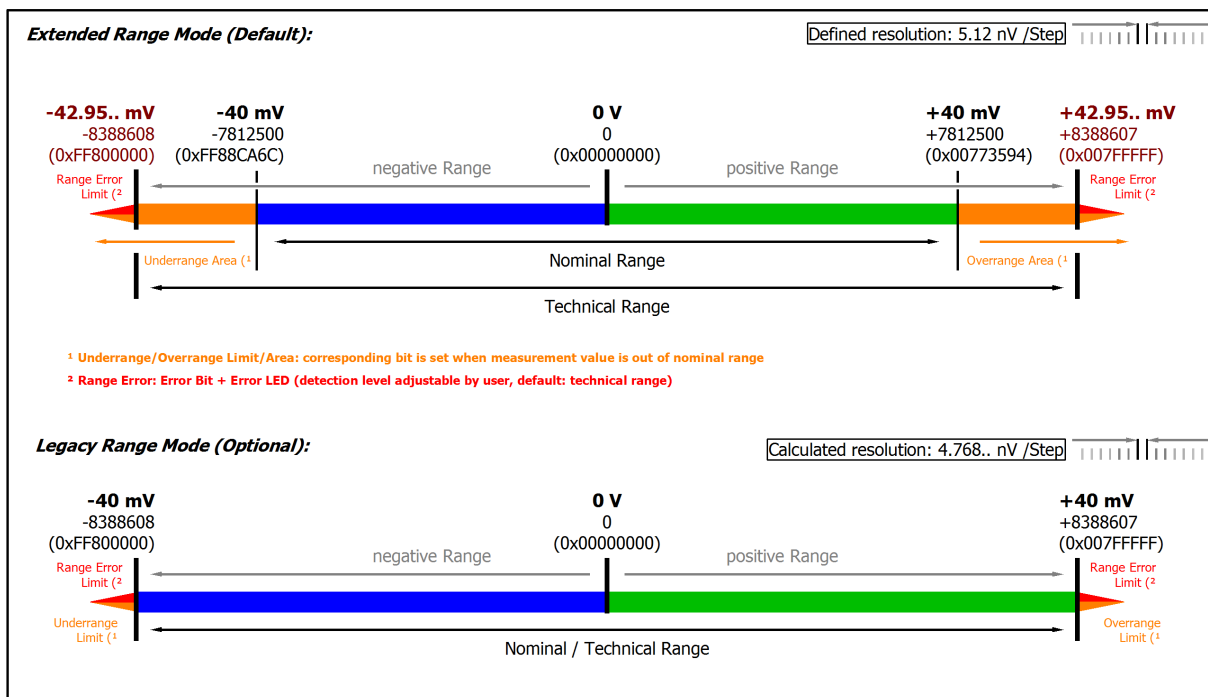 Extended Range Mode (Default):
Defined resolution: 5.12 nV /Step
-42.95.. mV
-8388608
(0xFF800000)
-40 mV
-7812500
(0xFF88CA6C)
0 V
0
(0x00000000)
+40 mV
+7812500
(0x00773594)
+42.95.. mV
+8388607
(0x007FFFFF)
negative Range
positive Range
Range Error
Limit (²
Range Error
Limit (²
Underrange Area (¹
Nominal Range
Overrange Area (¹
Technical Range
¹ Underrange/Overrange Limit/Area: corresponding bit is set when measurement value is out of nominal range
² Range Error: Error Bit + Error LED (detection level adjustable by user, default: technical range)
Legacy Range Mode (Optional):
Calculated resolution: 4.768.. nV /Step
-40 mV
-8388608
(0xFF800000)
0 V
0
(0x00000000)
+40 mV
+8388607
(0x007FFFFF)
negative Range
positive Range
Range Error
Limit (²
Range Error
Limit (²
Underrange
Limit (¹
Overrange
Limit (¹
Nominal / Technical Range